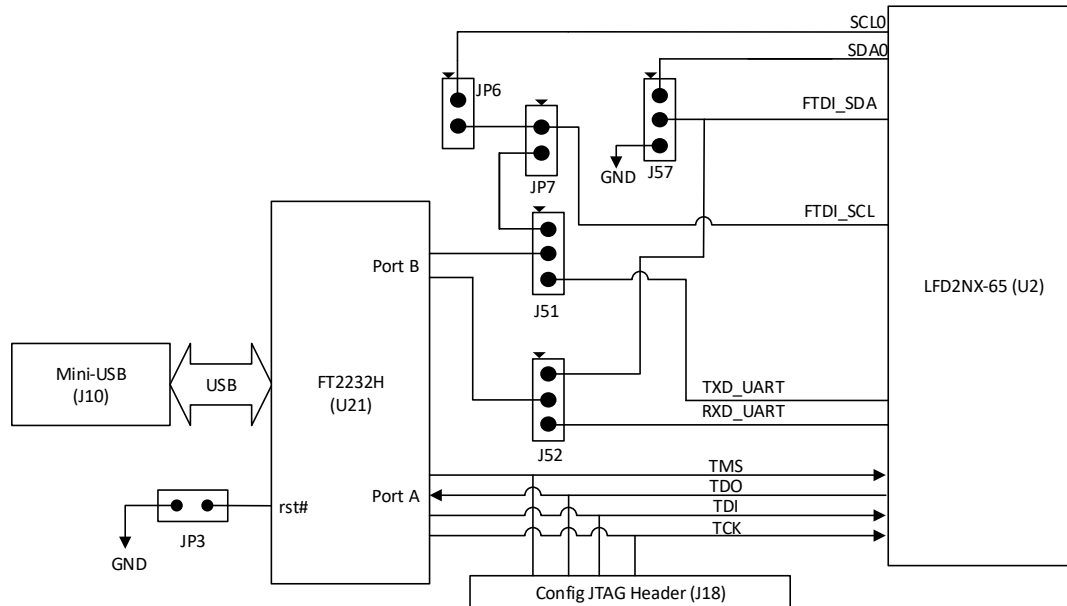 SCL0
SDA0
JP6
FTDI_SDA
GND
J57
JP7
FTDI_SCL
Port B
J51
LFD2NX-65 (U2)
Mini-USB
(J10)
USB
FT2232H
(U21)
TXD_UART
RXD_UART
J52
TMS
Port A
TDO
rst#
TDI
JP3
TCK
GND
Config JTAG Header (J18)